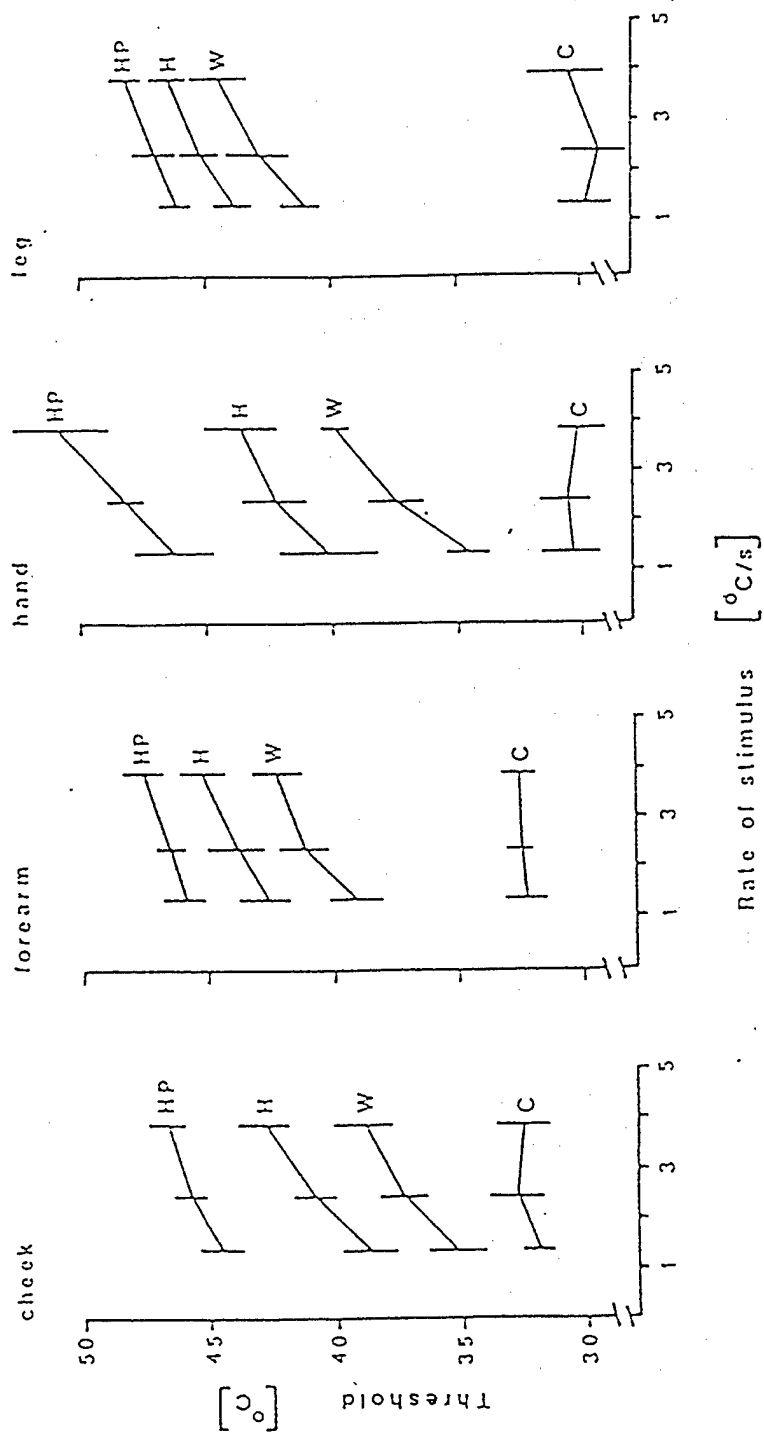 cheek
forearm
hand
leg
HP
H
W
C
HP
H
W
C
HP
H
W
C
HP
H
W
C
50
45
40
35
30
Threshold
[°C]
1 3 5
1 3 5
1 3 5
1 3 5
Rate of stimulus [°C/s]